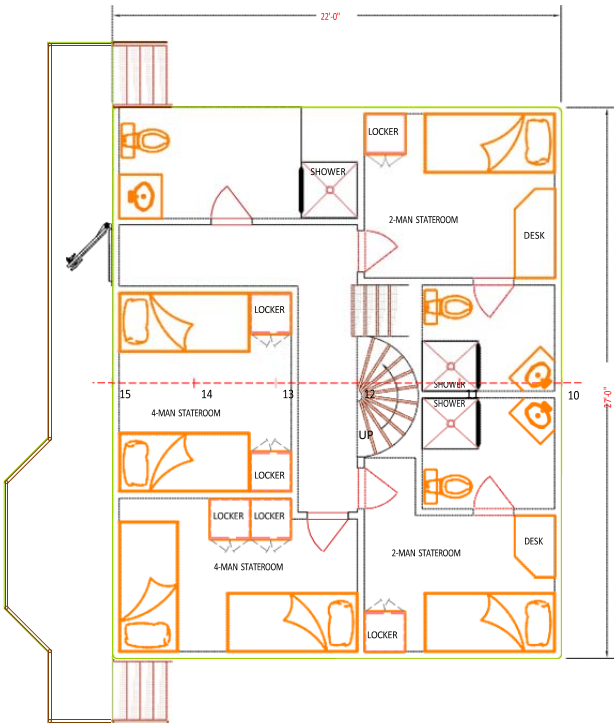 22'-0"
LOCKER
SHOWER
2-MAN STATEROOM
DESK
LOCKER
SHOWER
15
14
13
12
10
27'-0"
SHOWER
4-MAN STATEROOM
UP
LOCKER
LOCKER
LOCKER
DESK
2-MAN STATEROOM
4-MAN STATEROOM
LOCKER